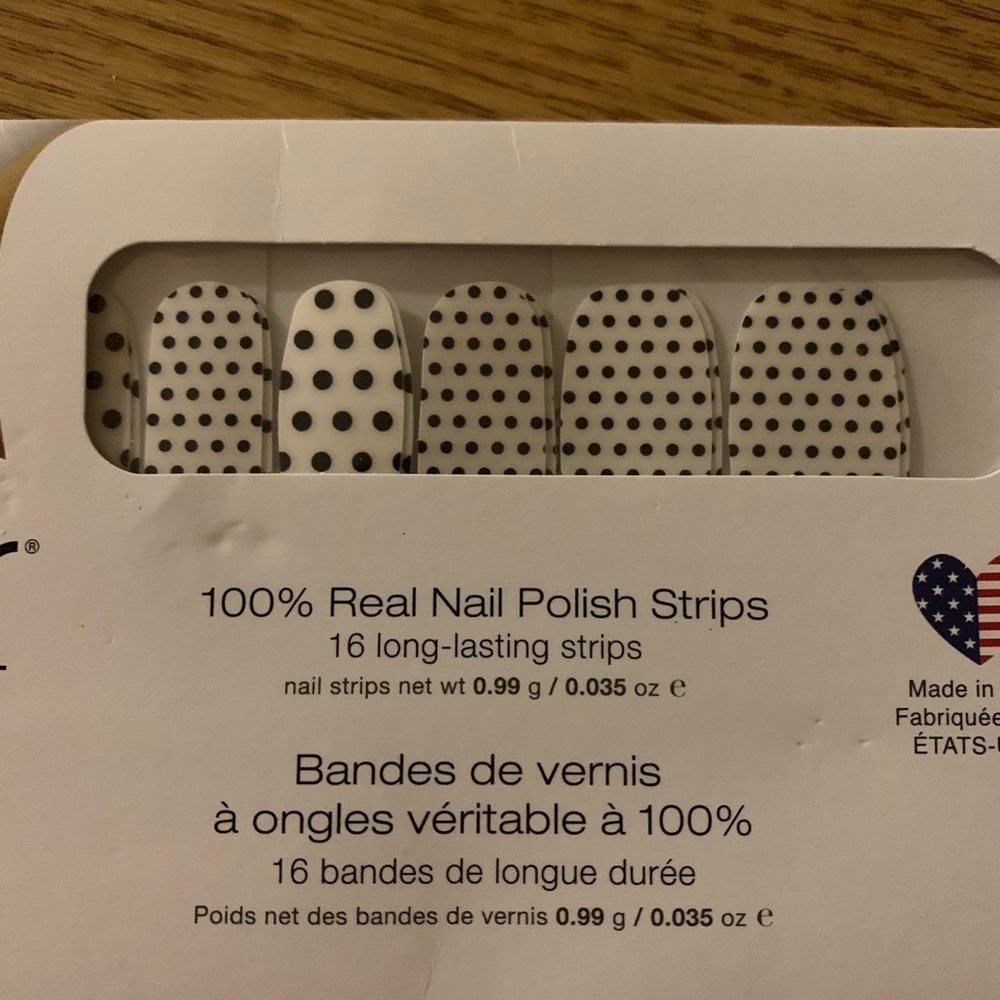 ®
100% Real Nail Polish Strips
16 long-lasting strips
nail strips net wt 0.99 g / 0.035 oz ℮
Made in
Fabriquée
ÉTATS-
Bandes de vernis
à ongles véritable à 100%
16 bandes de longue durée
Poids net des bandes de vernis 0.99 g / 0.035 oz ℮